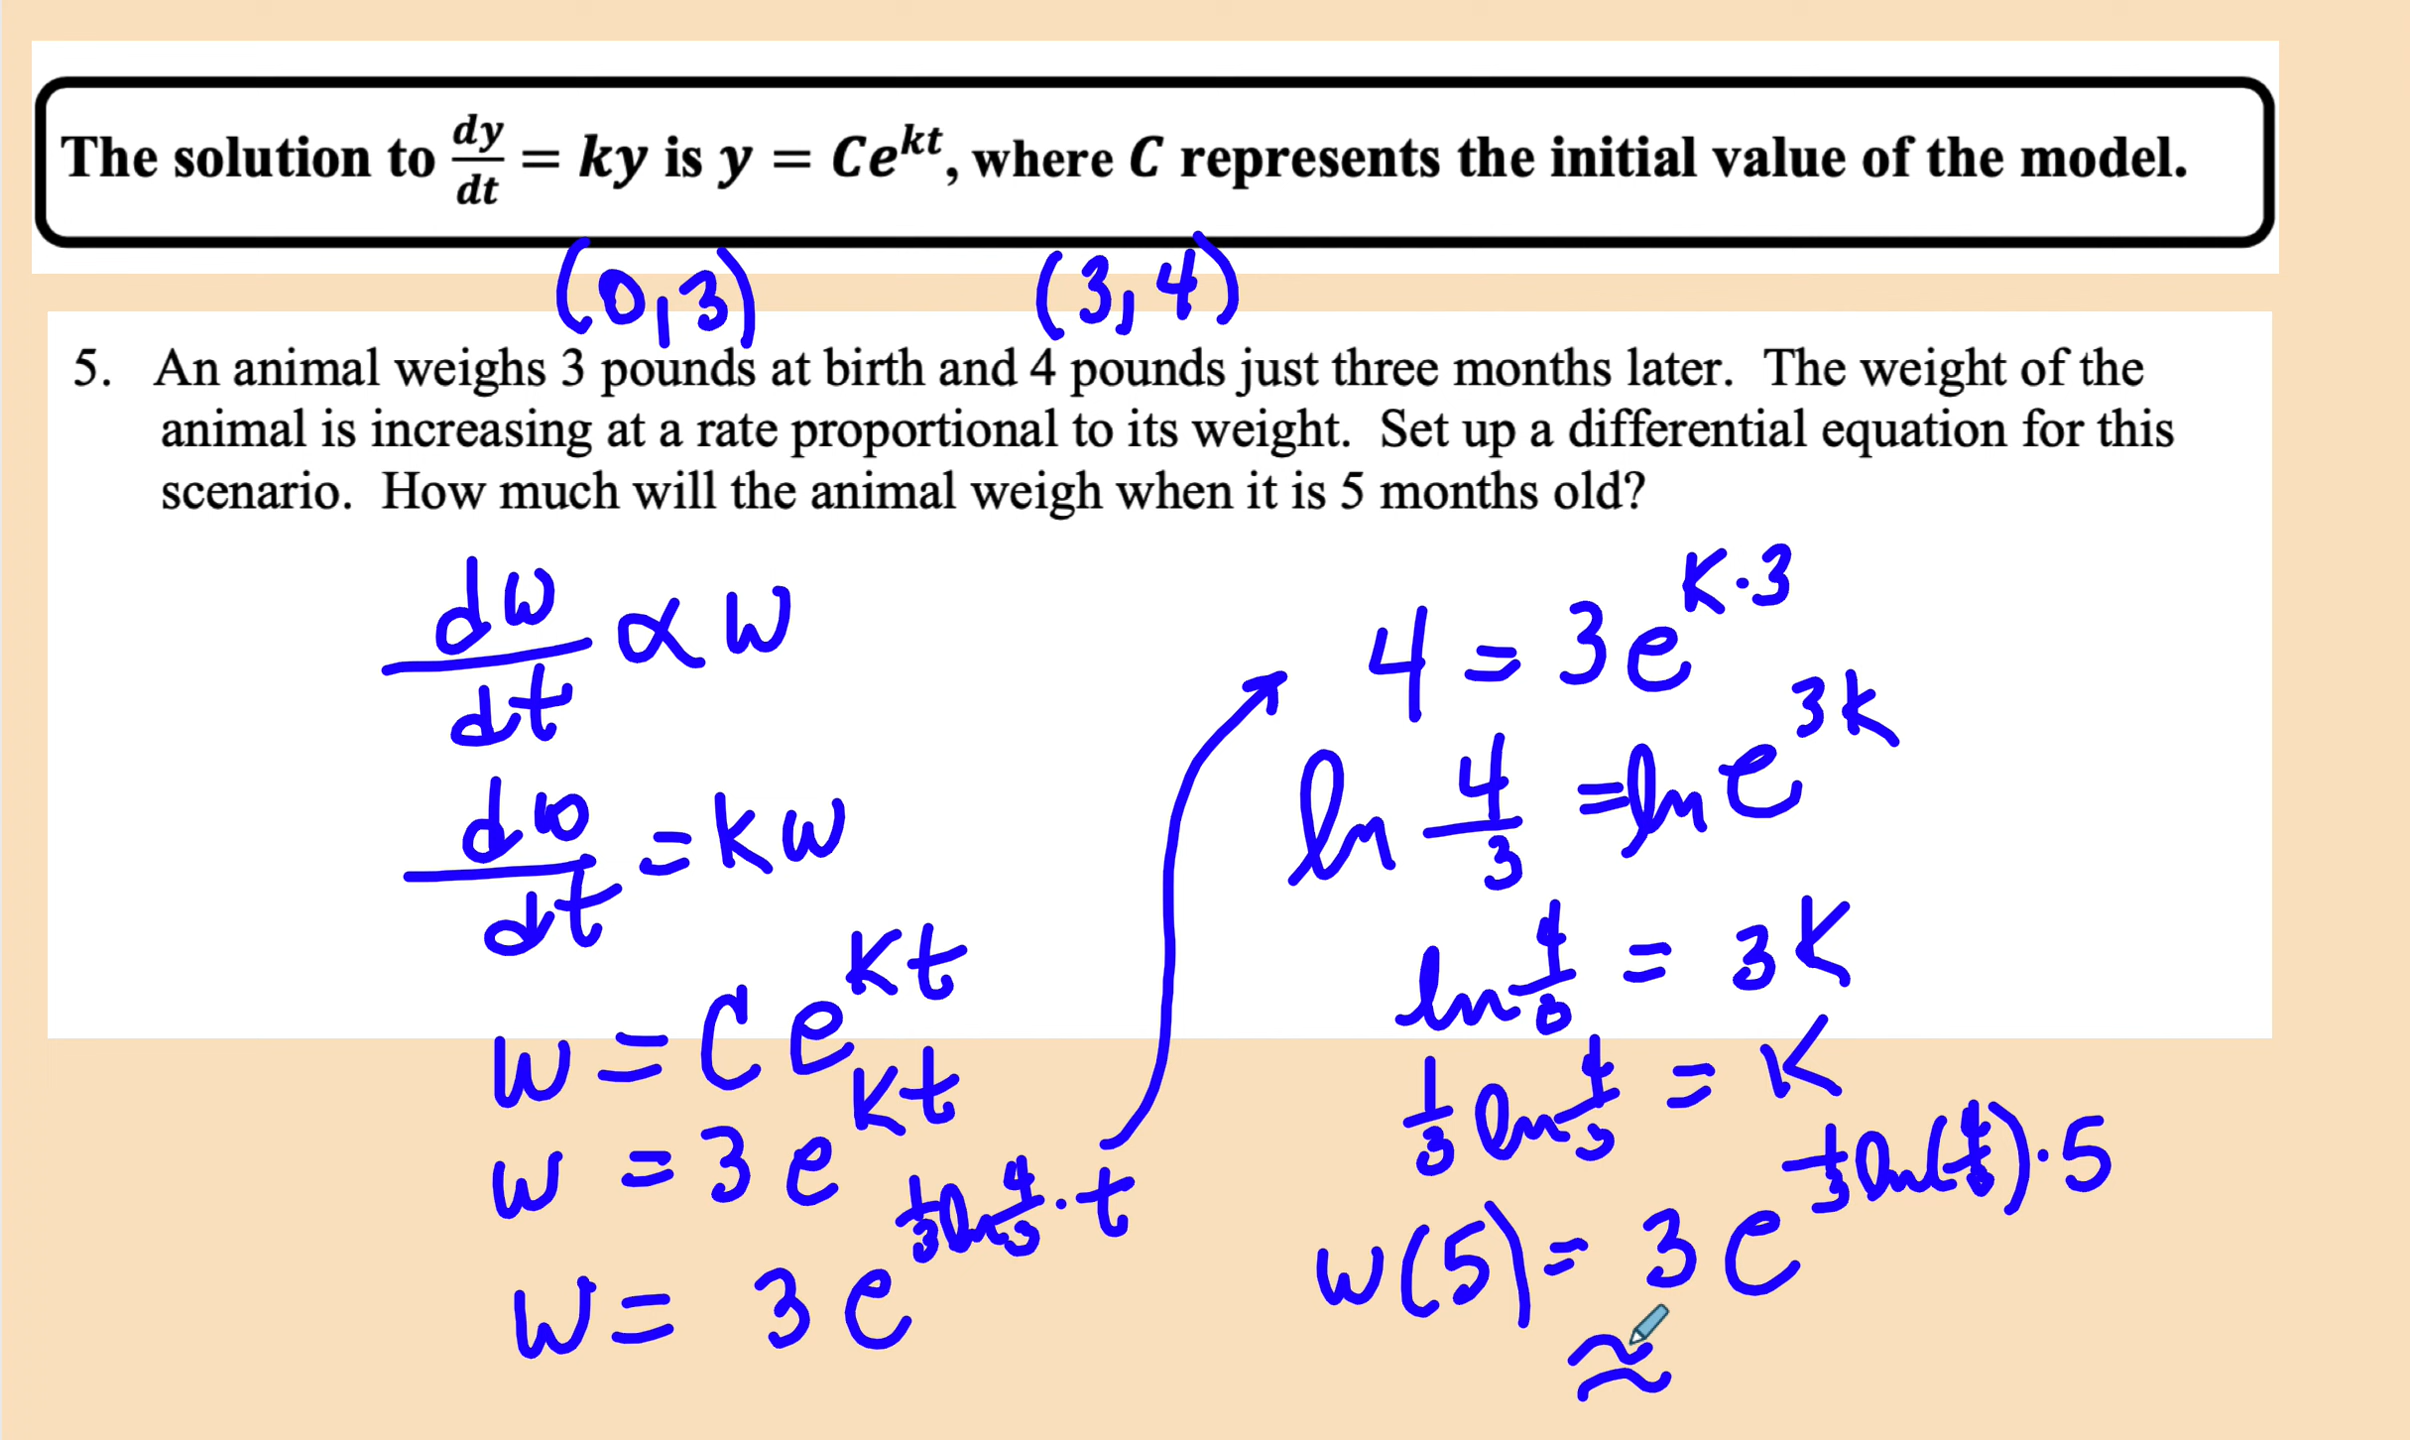 The solution to dy/dt = ky is y = Ce^{kt}, where C represents the initial value of the model.
(0,3) (3,4)
5. An animal weighs 3 pounds at birth and 4 pounds just three months later. The weight of the
animal is increasing at a rate proportional to its weight. Set up a differential equation for this
scenario. How much will the animal weigh when it is 5 months old?
dw/dt ∝ w
dw/dt = kw
w = Ce^{kt}
w = 3e^{kt}
w = 3e^{1/3 ln 4/3 · t}
4 = 3e^{k·3}
ln 4/3 = ln e^{3k}
ln 4/3 = 3k
1/3 ln 4/3 = k
w(5) = 3e^{1/3 ln(4/3)·5}
≈